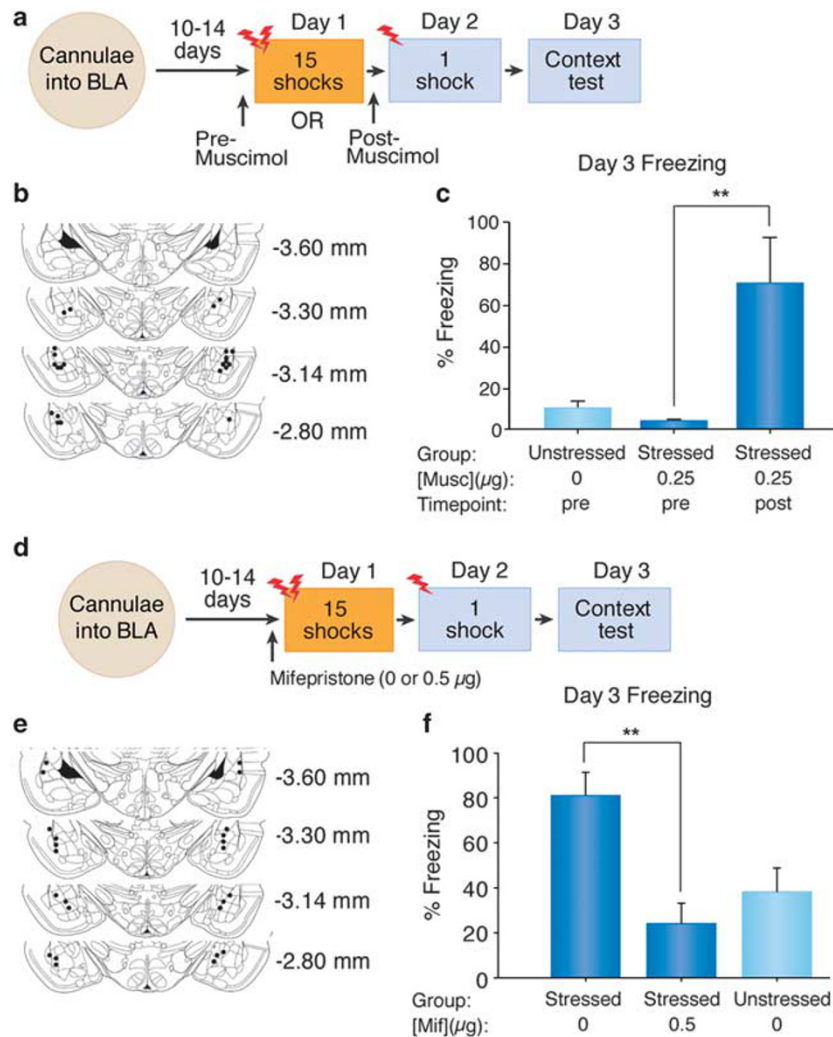 a
Cannulae
into BLA
10-14
days
Day 1
15
shocks
OR
Day 2
1
shock
Day 3
Context
test
Pre-
Muscimol
Post-
Muscimol
b
-3.60 mm
-3.30 mm
-3.14 mm
-2.80 mm
c
Day 3 Freezing
**
% Freezing
100
80
60
40
20
0
Group: Unstressed Stressed Stressed
[Musc](µg): 0 0.25 0.25
Timepoint: pre pre post
d
Cannulae
into BLA
10-14
days
Day 1
15
shocks
Day 2
1
shock
Day 3
Context
test
Mifepristone (0 or 0.5 µg)
e
-3.60 mm
-3.30 mm
-3.14 mm
-2.80 mm
f
Day 3 Freezing
**
% Freezing
100
80
60
40
20
0
Group: Stressed Stressed Unstressed
[Mif](µg): 0 0.5 0